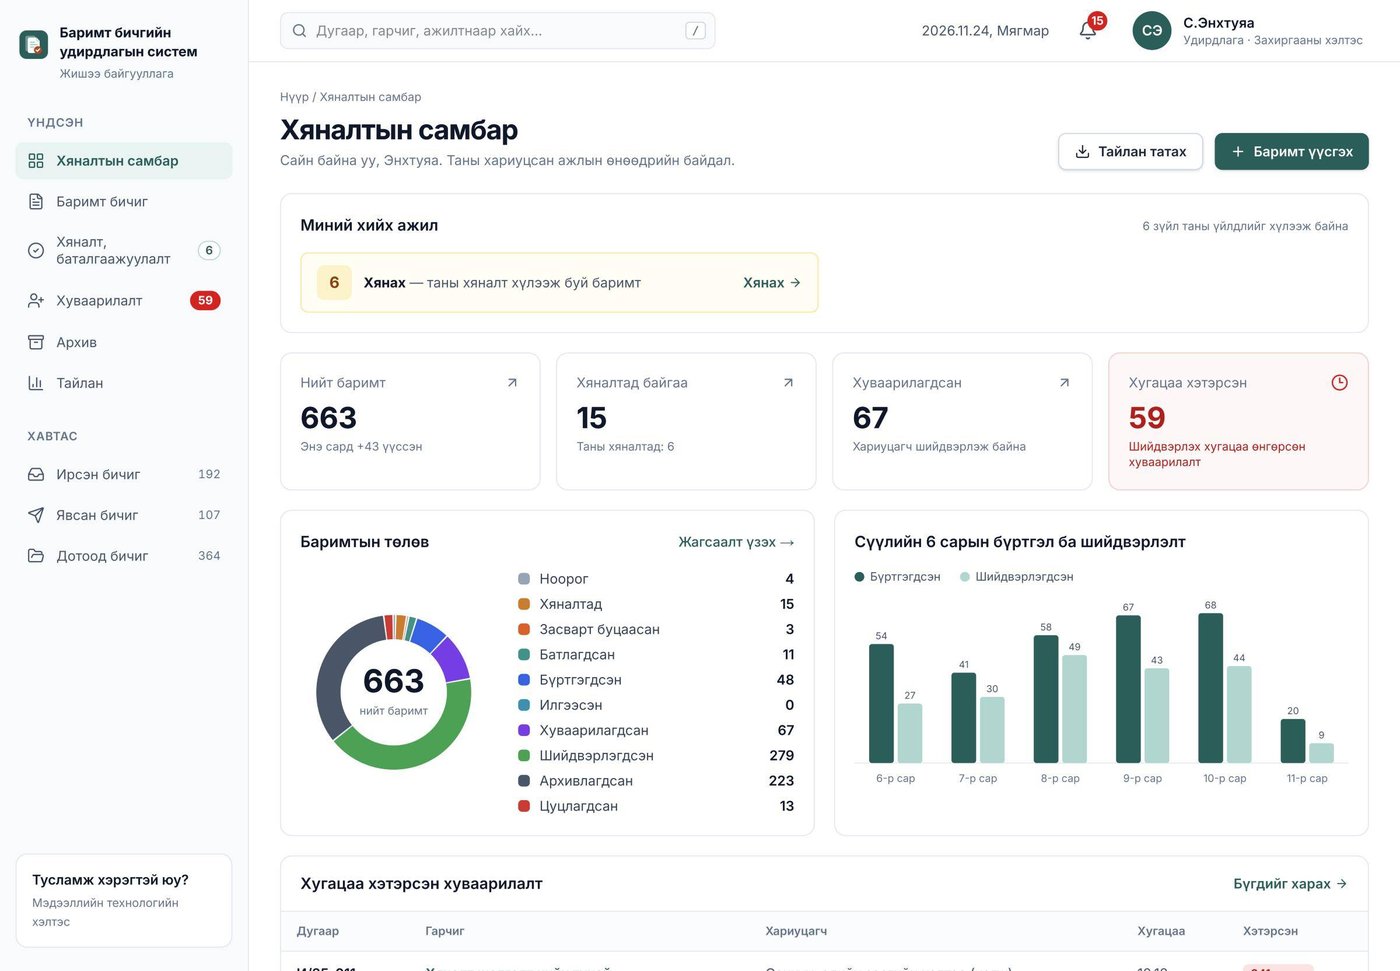 Баримт бичгийн
удирдлагын систем
Жишээ байгууллага
ҮНДСЭН
Хяналтын самбар
Баримт бичиг
Хяналт,
баталгаажуулалт
6
Хуваарилалт
59
Архив
Тайлан
ХАВТАС
Ирсэн бичиг 192
Явсан бичиг 107
Дотоод бичиг 364
Тусламж хэрэгтэй юу?
Мэдээллийн технологийн
хэлтэс
Дугаар, гарчиг, ажилтнаар хайх... /
2026.11.24, Мягмар
15
СЭ
С.Энхтуяа
Удирдлага · Захиргааны хэлтэс
Нүүр / Хяналтын самбар
Хяналтын самбар
Сайн байна уу, Энхтуяа. Таны хариуцсан ажлын өнөөдрийн байдал.
Тайлан татах
+ Баримт үүсгэх
Миний хийх ажил
6 зүйл таны үйлдлийг хүлээж байна
6 Хянах — таны хяналт хүлээж буй баримт Хянах →
Нийт баримт
663
Энэ сард +43 үүссэн
Хяналтад байгаа
15
Таны хяналтад: 6
Хуваарилагдсан
67
Хариуцагч шийдвэрлэж байна
Хугацаа хэтэрсэн
59
Шийдвэрлэх хугацаа өнгөрсөн
хуваарилалт
Баримтын төлөв
Жагсаалт үзэх →
663
нийт баримт
Ноорог 4
Хяналтад 15
Засварт буцаасан 3
Батлагдсан 11
Бүртгэгдсэн 48
Илгээсэн 0
Хуваарилагдсан 67
Шийдвэрлэгдсэн 279
Архивлагдсан 223
Цуцлагдсан 13
Сүүлийн 6 сарын бүртгэл ба шийдвэрлэлт
Бүртгэгдсэн Шийдвэрлэгдсэн
54 27 41 30 58 49 67 43 68 44 20 9
6-р сар 7-р сар 8-р сар 9-р сар 10-р сар 11-р сар
Хугацаа хэтэрсэн хуваарилалт
Бүгдийг харах →
Дугаар Гарчиг Хариуцагч Хугацаа Хэтэрсэн